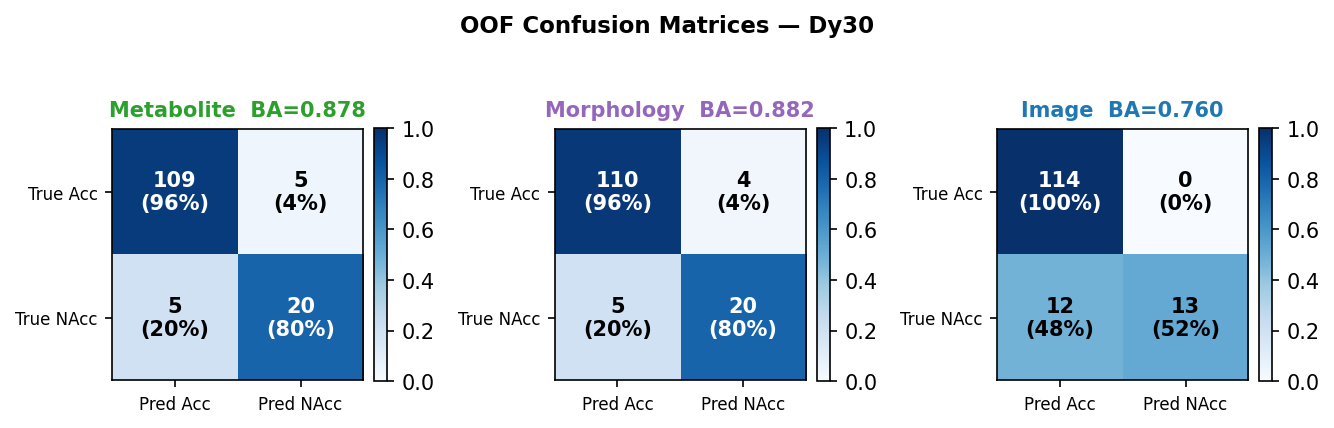 OOF Confusion Matrices — Dy30
Metabolite  BA=0.878
True Acc
True NAcc
109
(96%)
5
(4%)
5
(20%)
20
(80%)
Pred Acc
Pred NAcc
1.0
0.8
0.6
0.4
0.2
0.0
Morphology  BA=0.882
True Acc
True NAcc
110
(96%)
4
(4%)
5
(20%)
20
(80%)
Pred Acc
Pred NAcc
1.0
0.8
0.6
0.4
0.2
0.0
Image  BA=0.760
True Acc
True NAcc
114
(100%)
0
(0%)
12
(48%)
13
(52%)
Pred Acc
Pred NAcc
1.0
0.8
0.6
0.4
0.2
0.0